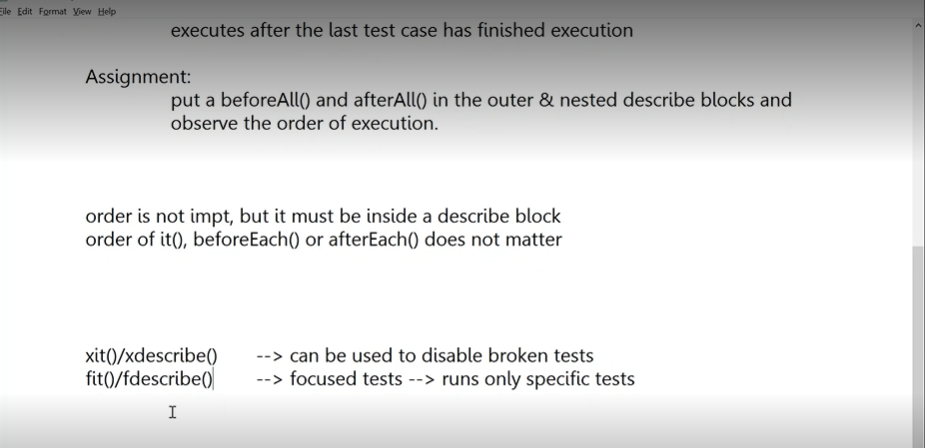 File Edit Format View Help
executes after the last test case has finished execution
Assignment:
put a beforeAll() and afterAll() in the outer & nested describe blocks and
observe the order of execution.
order is not impt, but it must be inside a describe block
order of it(), beforeEach() or afterEach() does not matter
xit()/xdescribe() --> can be used to disable broken tests
fit()/fdescribe() --> focused tests --> runs only specific tests